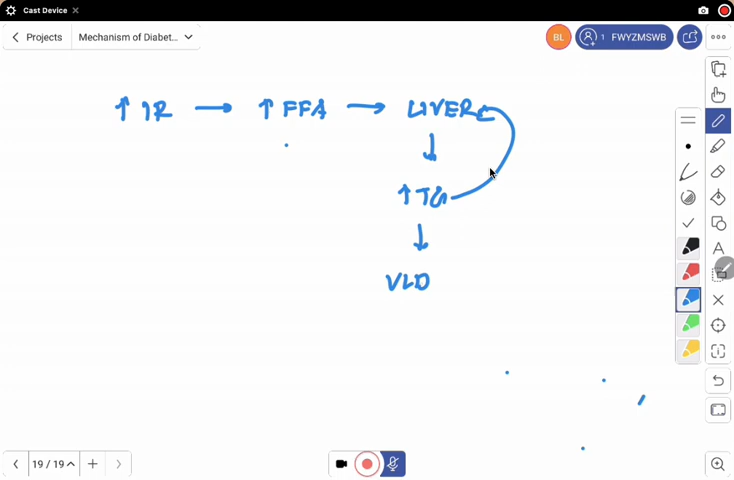 Cast Device
Projects
Mechanism of Diabet...
BL
1 FWYZMSWB
↑ IR → ↑ FFA → LIVER
↓
↑ TG
↓
VLD
A
19 / 19